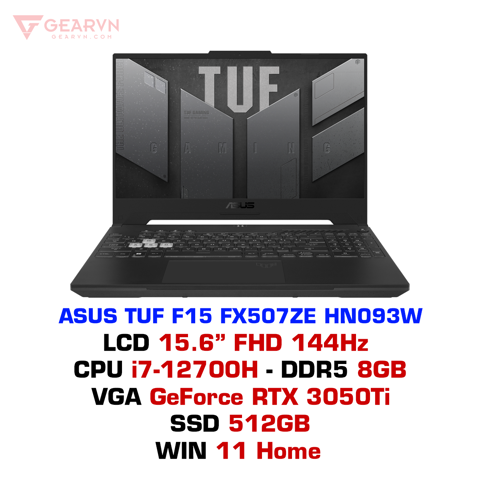 GEARVN
GEARVN.COM
TUF
GAMING
ASUS
ASUS TUF F15 FX507ZE HN093W
LCD 15.6” FHD 144Hz
CPU i7-12700H - DDR5 8GB
VGA GeForce RTX 3050Ti
SSD 512GB
WIN 11 Home